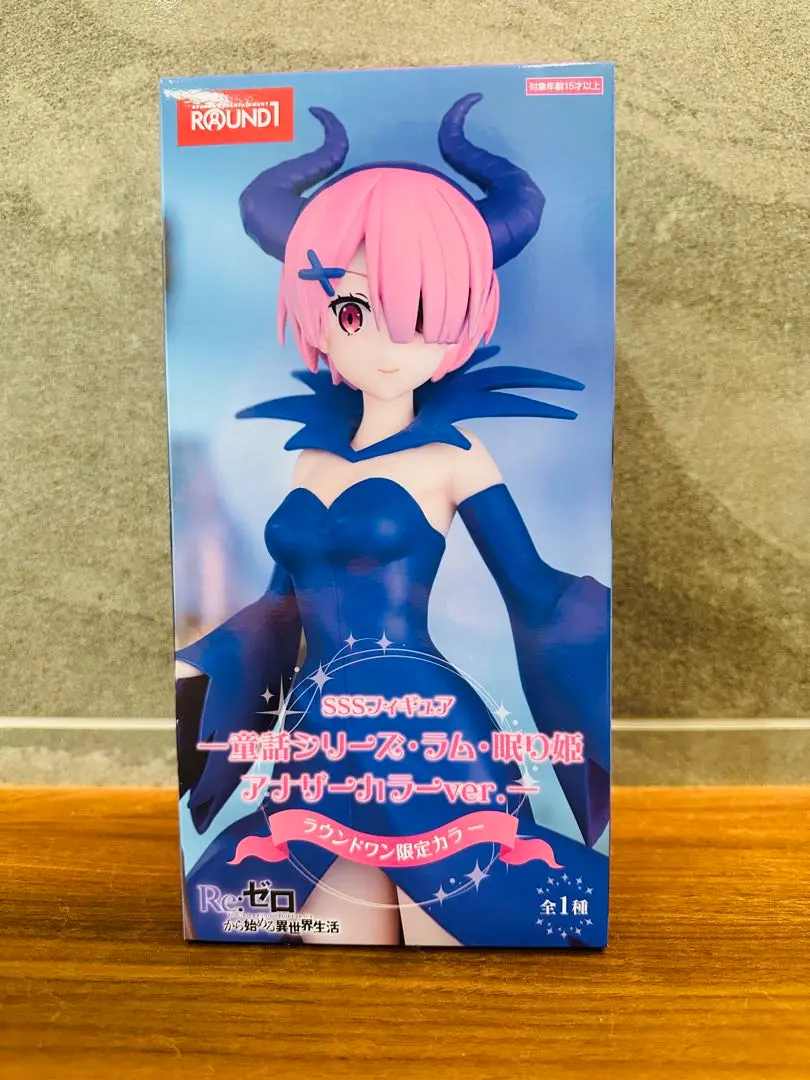 ROUND1
対象年齢15才以上
SSSフィギュア
―童話シリーズ・ラム・眠り姫
アナザーカラーver.―
ラウンドワン限定カラー
Re:ゼロ
から始める異世界生活
全1種